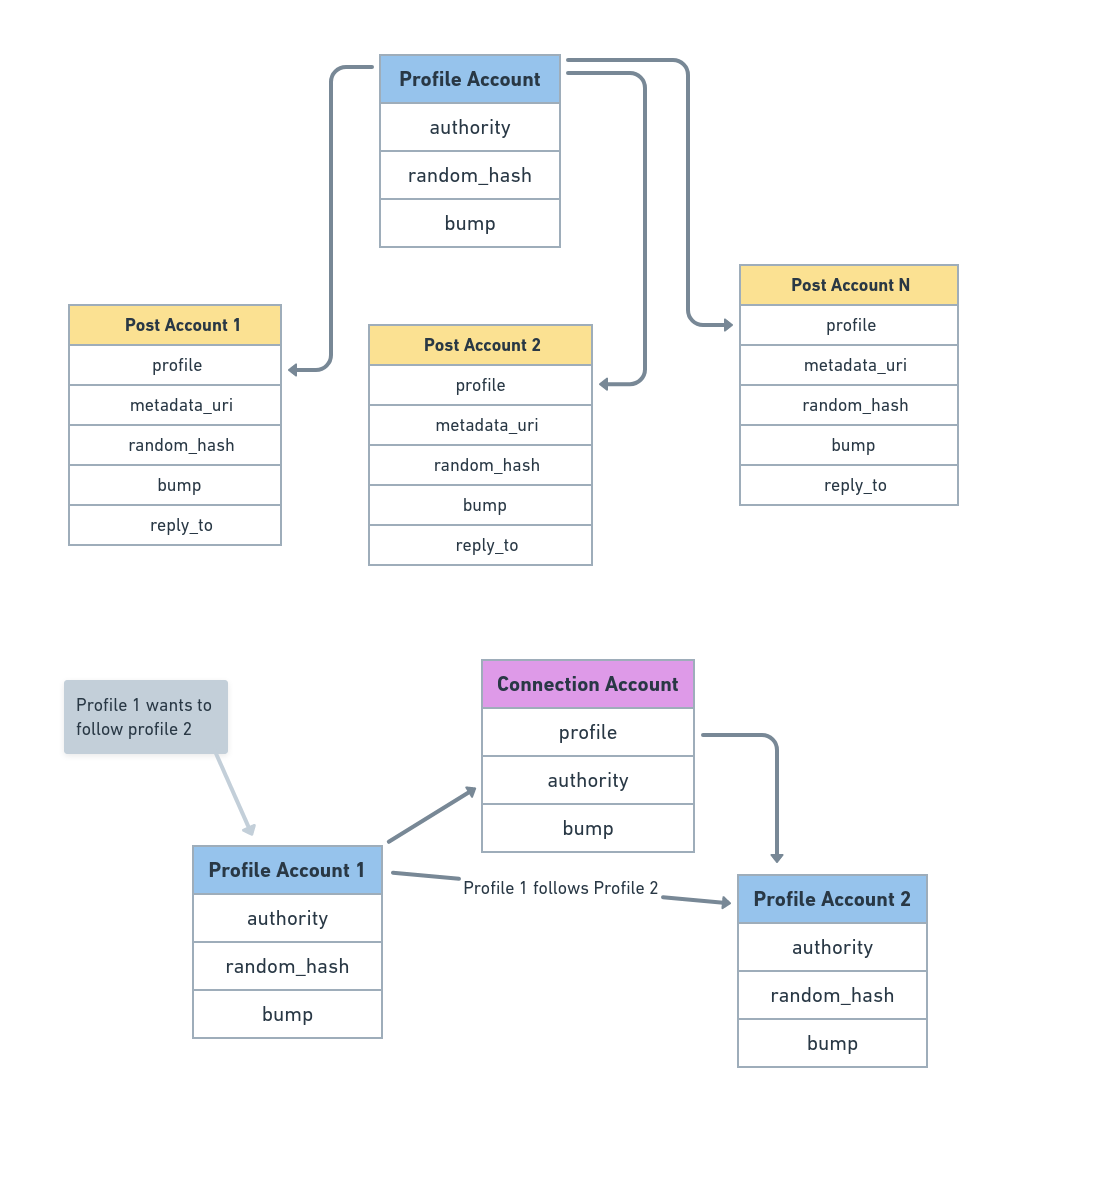 Profile Account
authority
random_hash
bump
Post Account 1
profile
metadata_uri
random_hash
bump
reply_to
Post Account 2
profile
metadata_uri
random_hash
bump
reply_to
Post Account N
profile
metadata_uri
random_hash
bump
reply_to
Profile 1 wants to
follow profile 2
Connection Account
profile
authority
bump
Profile Account 1
authority
random_hash
bump
Profile 1 follows Profile 2
Profile Account 2
authority
random_hash
bump